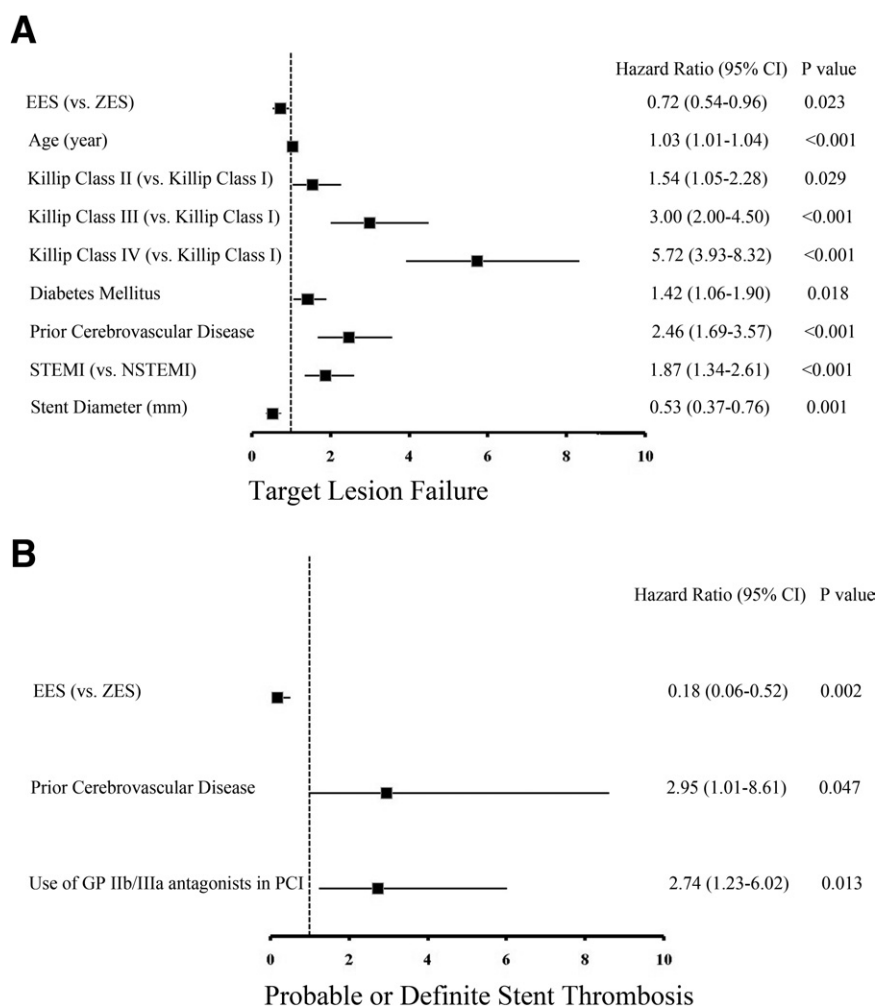 A
Hazard Ratio (95% CI) P value
EES (vs. ZES) 0.72 (0.54-0.96) 0.023
Age (year) 1.03 (1.01-1.04) <0.001
Killip Class II (vs. Killip Class I) 1.54 (1.05-2.28) 0.029
Killip Class III (vs. Killip Class I) 3.00 (2.00-4.50) <0.001
Killip Class IV (vs. Killip Class I) 5.72 (3.93-8.32) <0.001
Diabetes Mellitus 1.42 (1.06-1.90) 0.018
Prior Cerebrovascular Disease 2.46 (1.69-3.57) <0.001
STEMI (vs. NSTEMI) 1.87 (1.34-2.61) <0.001
Stent Diameter (mm) 0.53 (0.37-0.76) 0.001
0 2 4 6 8 10
Target Lesion Failure
B
Hazard Ratio (95% CI) P value
EES (vs. ZES) 0.18 (0.06-0.52) 0.002
Prior Cerebrovascular Disease 2.95 (1.01-8.61) 0.047
Use of GP IIb/IIIa antagonists in PCI 2.74 (1.23-6.02) 0.013
0 2 4 6 8 10
Probable or Definite Stent Thrombosis